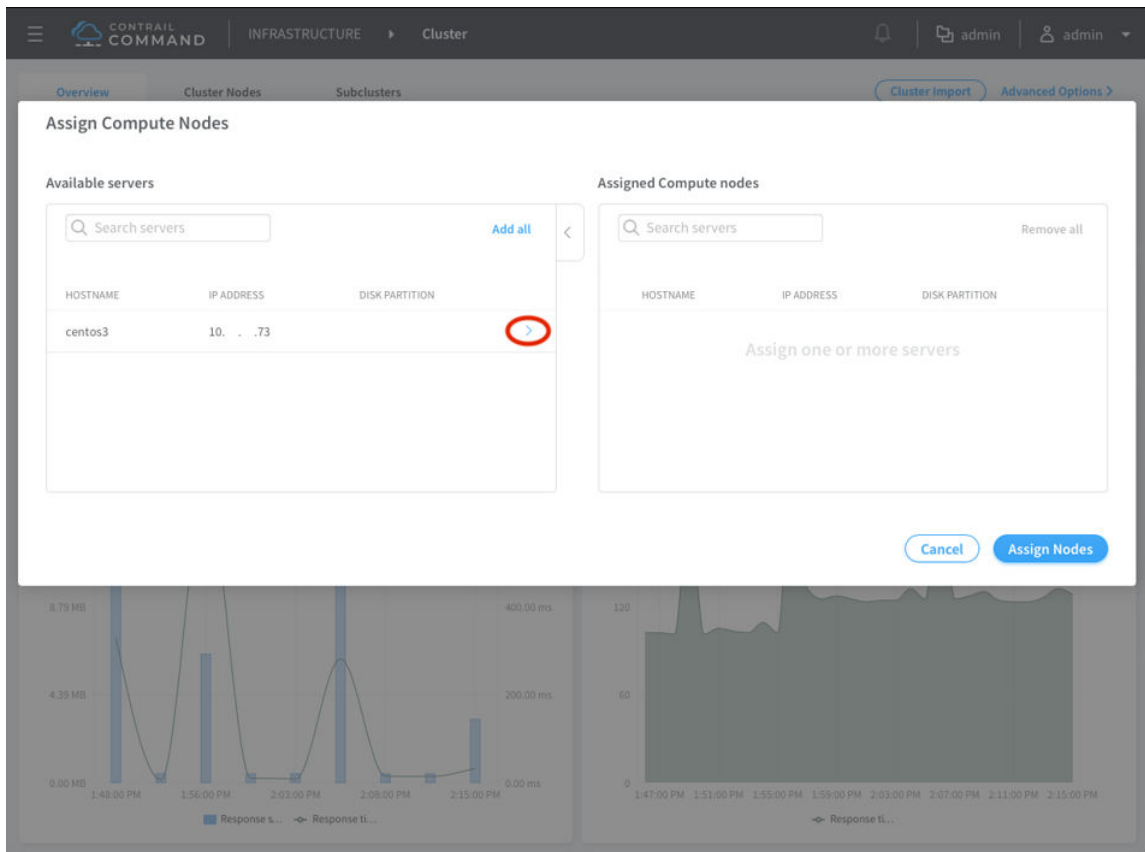 CONTRAIL
COMMAND
INFRASTRUCTURE
Cluster
admin
admin
Overview
Cluster Nodes
Subclusters
Cluster Import
Advanced Options >
Assign Compute Nodes
Available servers
Assigned Compute nodes
Search servers
Add all
Search servers
Remove all
HOSTNAME IP ADDRESS DISK PARTITION
HOSTNAME IP ADDRESS DISK PARTITION
centos3 10. . .73
Assign one or more servers
Cancel
Assign Nodes
8.79 MB
400.00 ms
120
4.39 MB
200.00 ms
60
0.00 MB
0.00 ms
0
1:48:00 PM 1:56:00 PM 2:03:00 PM 2:08:00 PM 2:15:00 PM
1:47:00 PM 1:51:00 PM 1:55:00 PM 1:59:00 PM 2:03:00 PM 2:07:00 PM 2:11:00 PM 2:15:00 PM
Response s... Response ti...
Response ti...